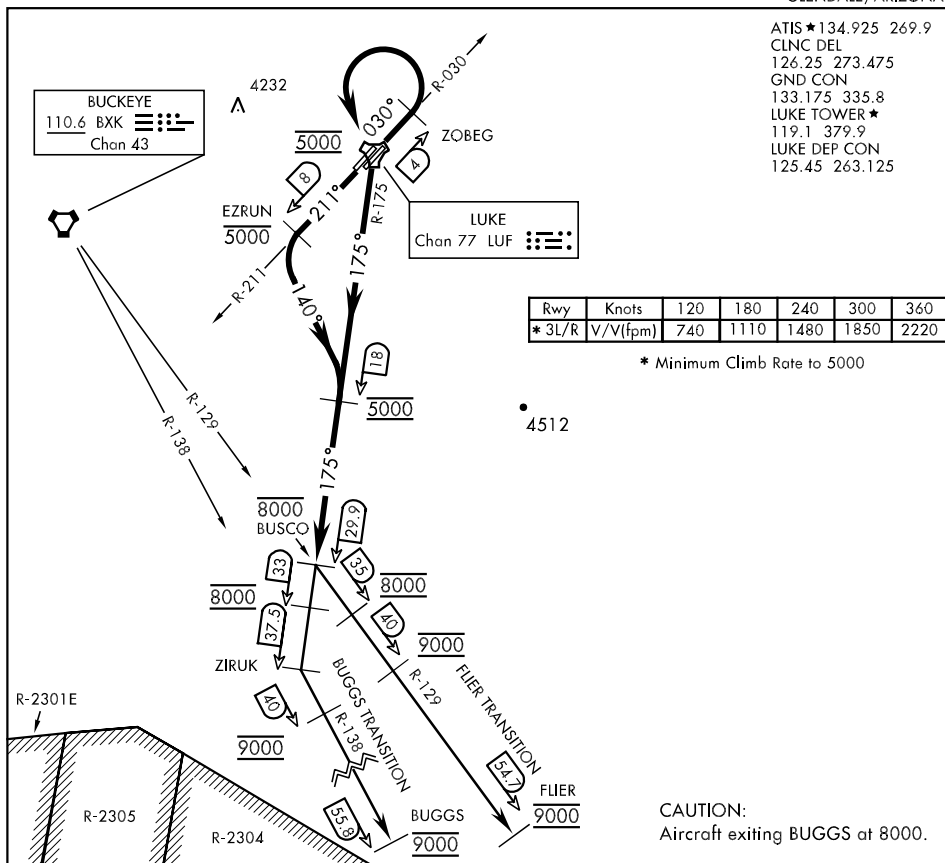 ATIS ★ 134.925 269.9
CLNC DEL
126.25 273.475
GND CON
133.175 335.8
LUKE TOWER ★
119.1 379.9
LUKE DEP CON
125.45 263.125
BUCKEYE
110.6 BXK
Chan 43
4232
R-030
030°
ZOBEG
4
5000
8
211°
EZRUN
5000
R-211
R-175
175°
140°
LUKE
Chan 77 LUF
Rwy Knots 120 180 240 300 360
* 3L/R V/V(fpm) 740 1110 1480 1850 2220
* Minimum Climb Rate to 5000
18
5000
4512
R-129
R-138
175°
8000
BUSCO
29.9
33
35
8000
8000
37.5
40
9000
ZIRUK
R-129
FLIER TRANSITION
BUGGS TRANSITION
R-138
40
9000
R-2301E
R-2305
R-2304
54.7
FLIER
9000
55.8
BUGGS
9000
CAUTION:
Aircraft exiting BUGGS at 8000.